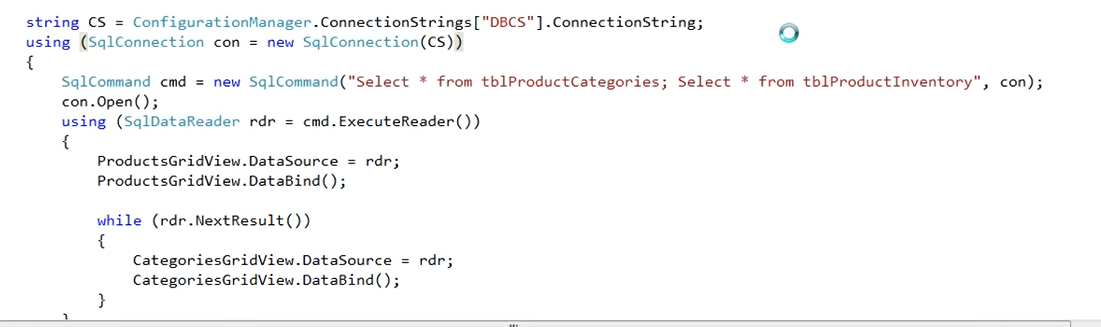 string CS = ConfigurationManager.ConnectionStrings["DBCS"].ConnectionString;
using (SqlConnection con = new SqlConnection(CS))
{
    SqlCommand cmd = new SqlCommand("Select * from tblProductCategories; Select * from tblProductInventory", con);
    con.Open();
    using (SqlDataReader rdr = cmd.ExecuteReader())
    {
        ProductsGridView.DataSource = rdr;
        ProductsGridView.DataBind();

        while (rdr.NextResult())
        {
            CategoriesGridView.DataSource = rdr;
            CategoriesGridView.DataBind();
        }
    }